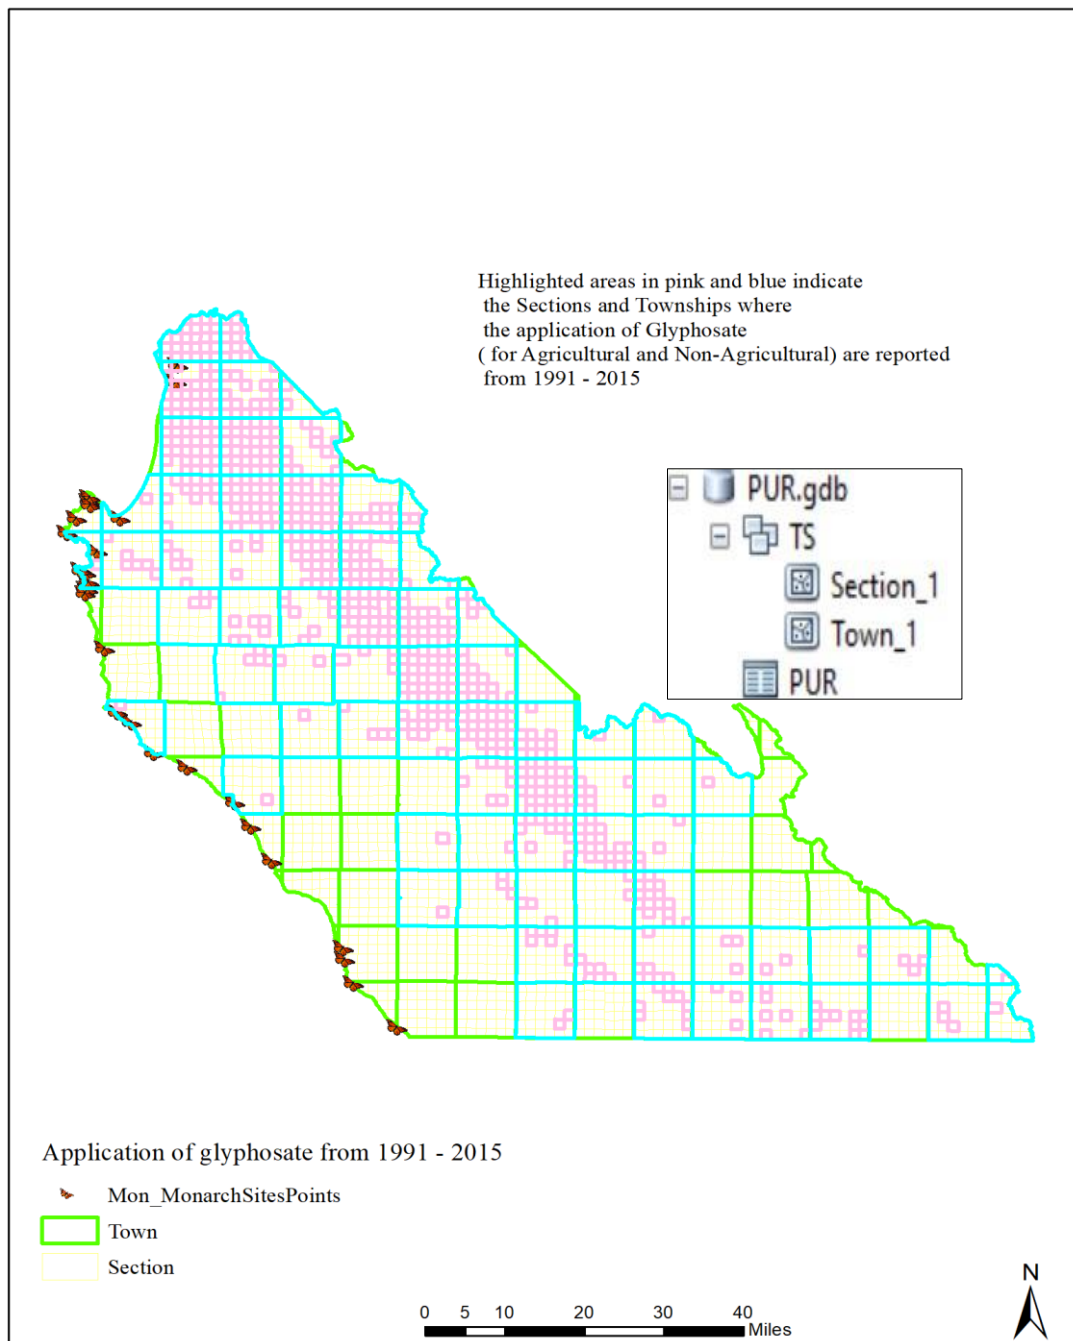 Highlighted areas in pink and blue indicate
the Sections and Townships where
the application of Glyphosate
( for Agricultural and Non-Agricultural) are reported
from 1991 - 2015
PUR.gdb
TS
Section_1
Town_1
PUR
Application of glyphosate from 1991 - 2015
Mon_MonarchSitesPoints
Town
Section
N
0 5 10 20 30 40
Miles